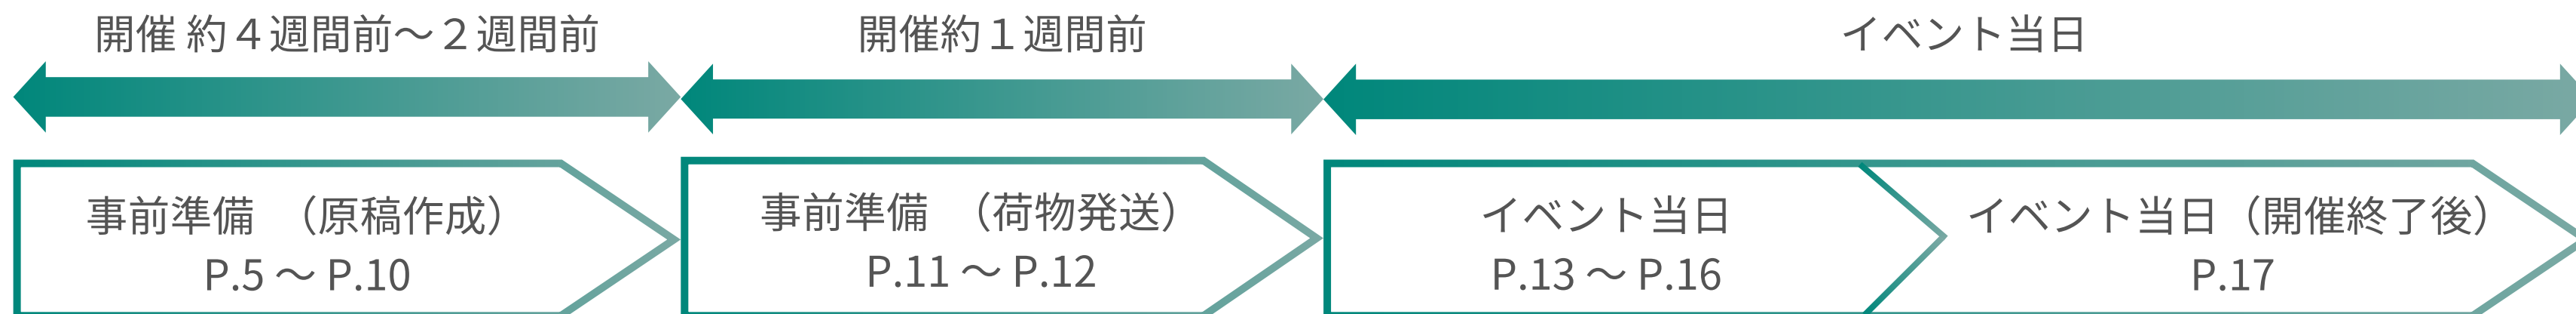 開催 約４週間前～２週間前
開催約１週間前
イベント当日
事前準備　（原稿作成）
P.5 ～ P.10
事前準備　（荷物発送）
P.11 ～ P.12
イベント当日
P.13 ～ P.16
イベント当日（開催終了後）
P.17